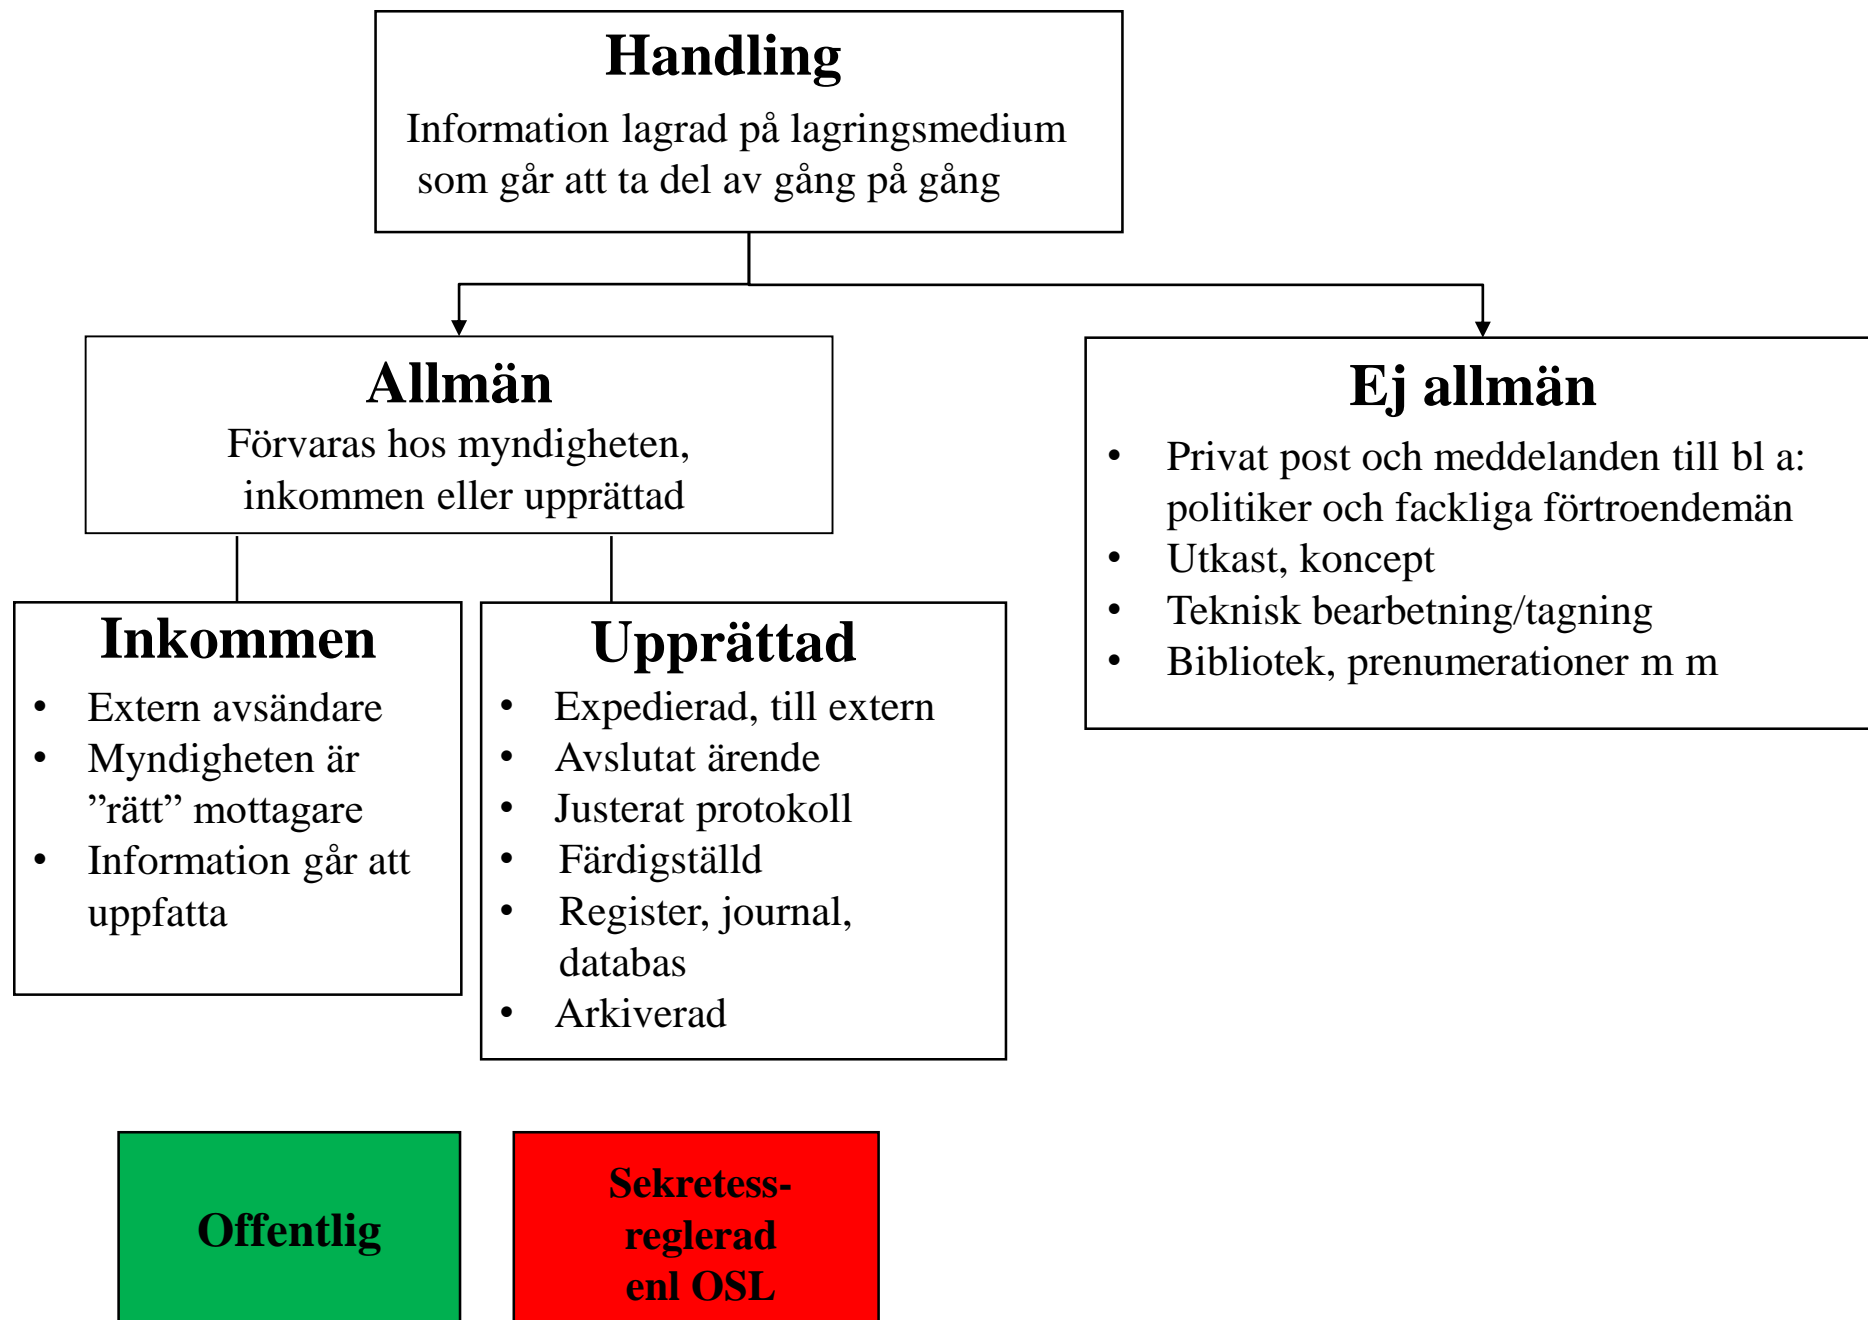 Handling
Information lagrad på lagringsmedium
som går att ta del av gång på gång
Allmän
Förvaras hos myndigheten,
inkommen eller upprättad
Ej allmän
• Privat post och meddelanden till bl a:
politiker och fackliga förtroendemän
• Utkast, koncept
• Teknisk bearbetning/tagning
• Bibliotek, prenumerationer m m
Inkommen
• Extern avsändare
• Myndigheten är
”rätt” mottagare
• Information går att
uppfatta
Upprättad
• Expedierad, till extern
• Avslutat ärende
• Justerat protokoll
• Färdigställd
• Register, journal,
databas
• Arkiverad
Offentlig
Sekretess-
reglerad
enl OSL